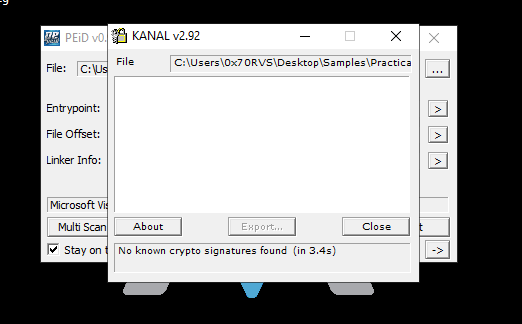 PEiD v0.
KANAL v2.92
File: C:\Us
File C:\Users\0x70RVS\Desktop\Samples\Practica
...
Entrypoint: >
File Offset: >
Linker Info: >
Microsoft Vis
Multi Scan
About Export... Close
t
Stay on t
->
No known crypto signatures found (in 3.4s)